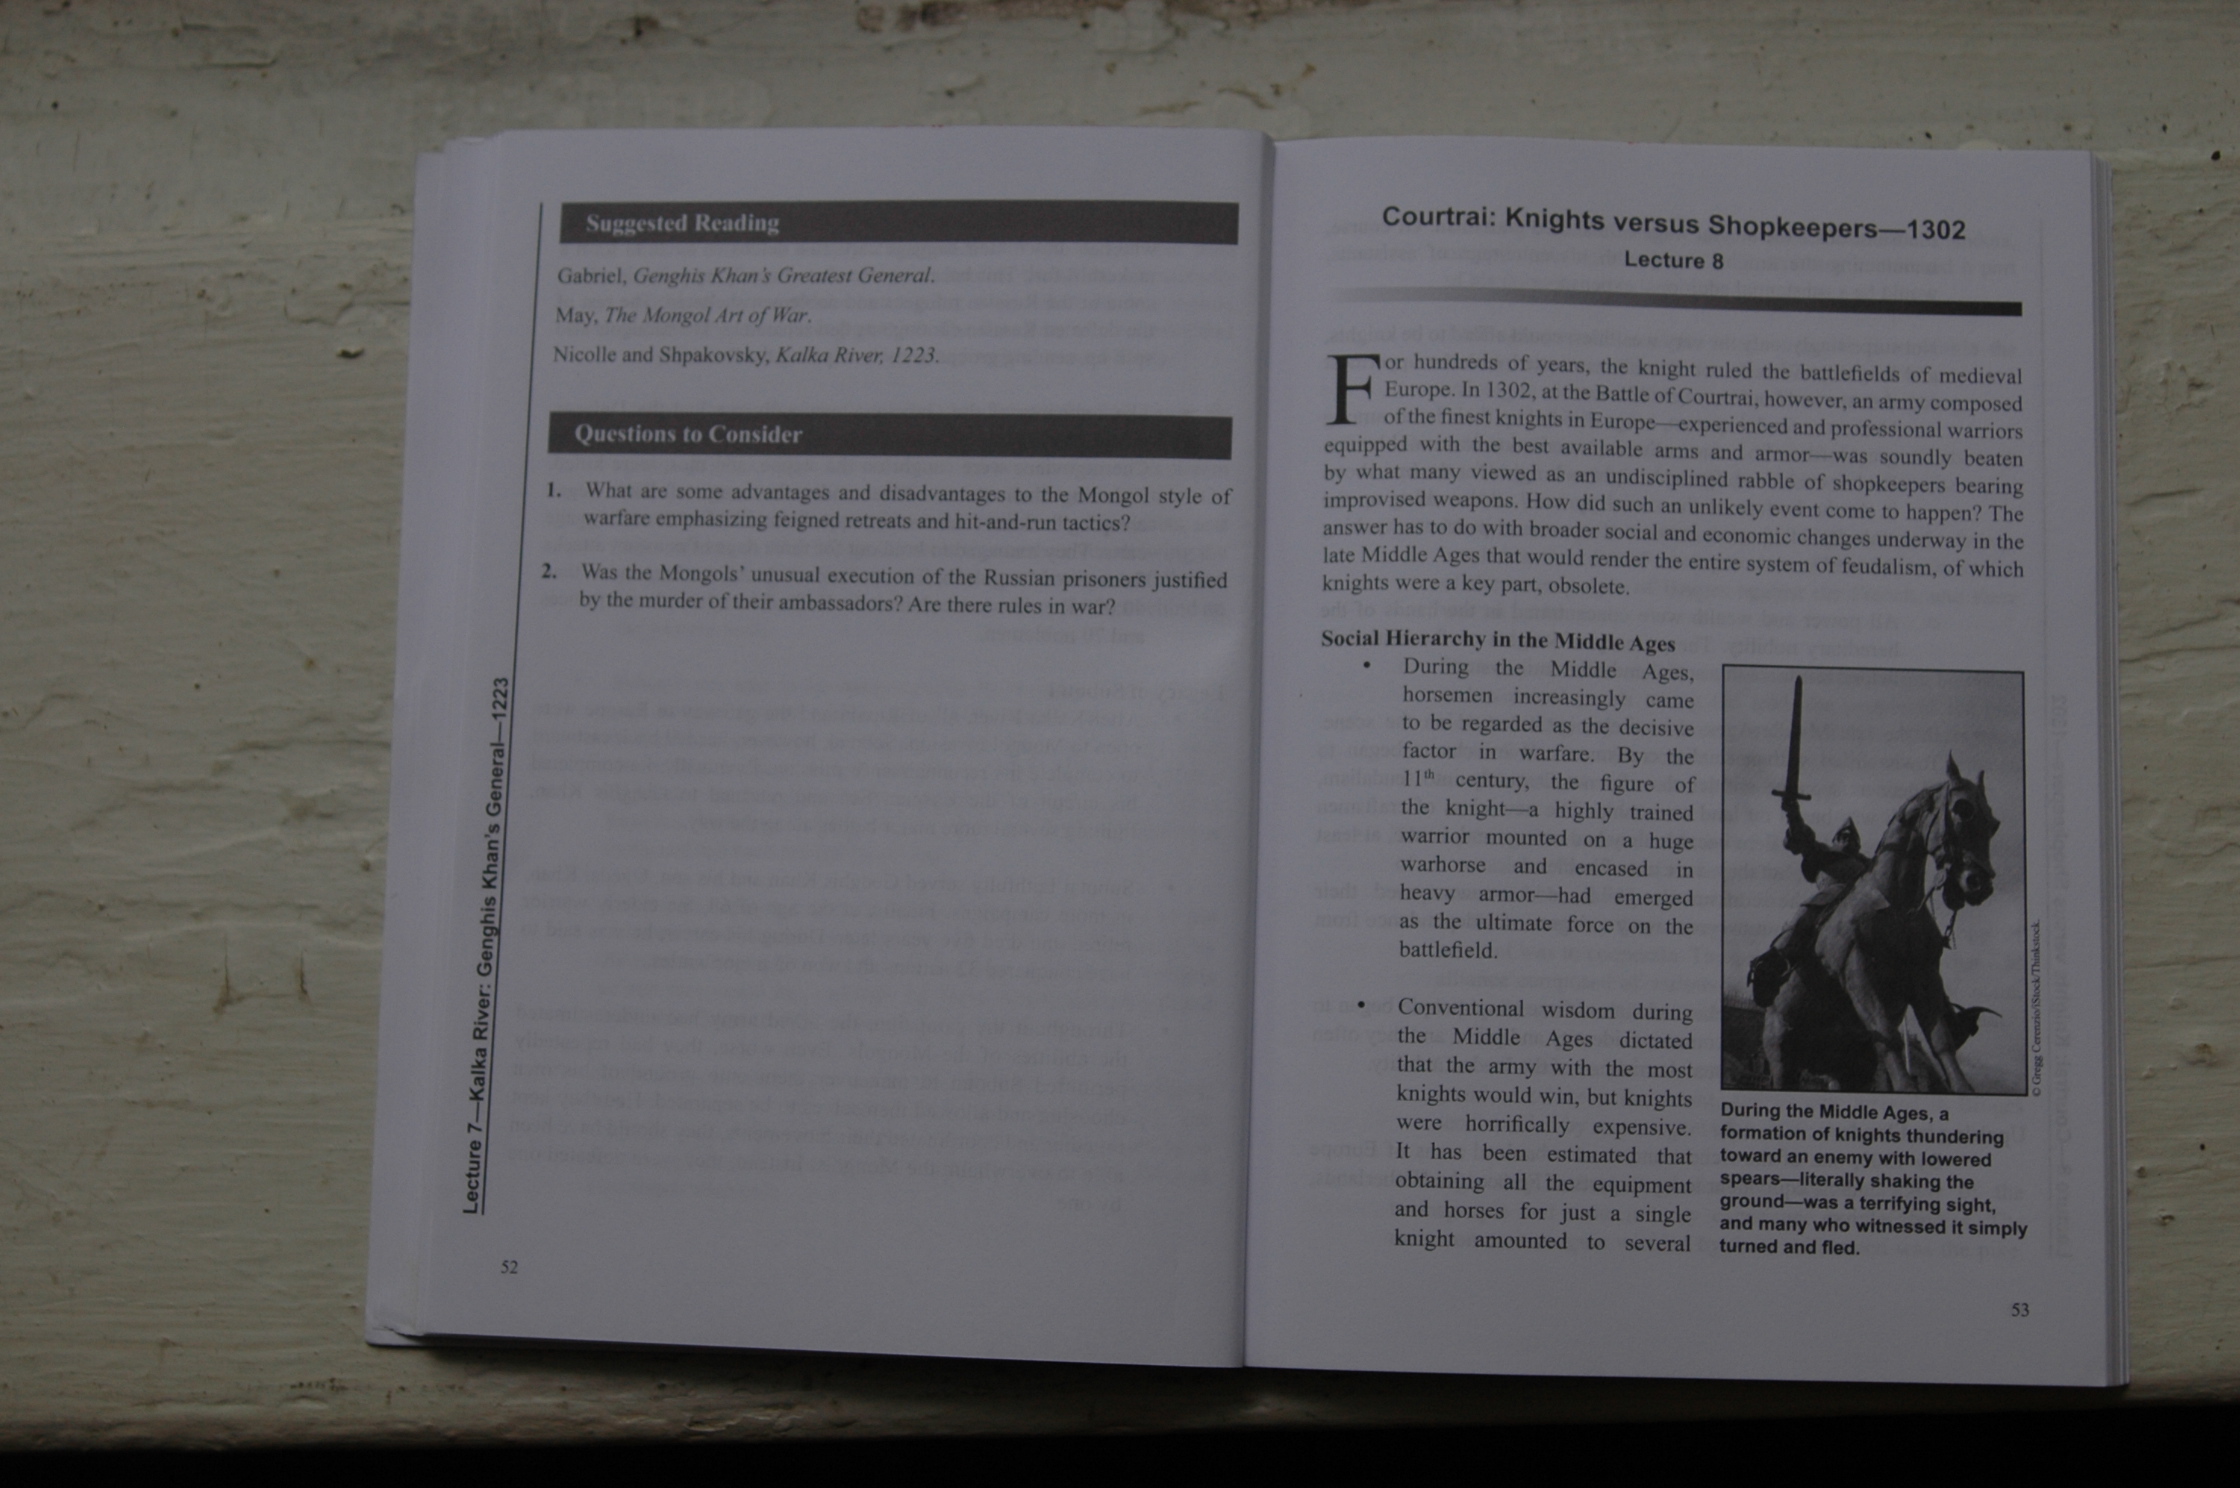 Suggested Reading
Gabriel, Genghis Khan's Greatest General.
May, The Mongol Art of War.
Nicolle and Shpakovsky, Kalka River, 1223.
Questions to Consider
1. What are some advantages and disadvantages to the Mongol style of
warfare emphasizing feigned retreats and hit-and-run tactics?
2. Was the Mongols' unusual execution of the Russian prisoners justified
by the murder of their ambassadors? Are there rules in war?
Lecture 7—Kalka River: Genghis Khan's General—1223
52
Courtrai: Knights versus Shopkeepers—1302
Lecture 8
For hundreds of years, the knight ruled the battlefields of medieval
Europe. In 1302, at the Battle of Courtrai, however, an army composed
of the finest knights in Europe—experienced and professional warriors
equipped with the best available arms and armor—was soundly beaten
by what many viewed as an undisciplined rabble of shopkeepers bearing
improvised weapons. How did such an unlikely event come to happen? The
answer has to do with broader social and economic changes underway in the
late Middle Ages that would render the entire system of feudalism, of which
knights were a key part, obsolete.
Social Hierarchy in the Middle Ages
• During the Middle Ages,
horsemen increasingly came
to be regarded as the decisive
factor in warfare. By the
11th century, the figure of
the knight—a highly trained
warrior mounted on a huge
warhorse and encased in
heavy armor—had emerged
as the ultimate force on the
battlefield.
• Conventional wisdom during
the Middle Ages dictated
that the army with the most
knights would win, but knights
were horrifically expensive.
It has been estimated that
obtaining all the equipment
and horses for just a single
knight amounted to several
© Gregg Cerenzio/iStock/Thinkstock.
During the Middle Ages, a
formation of knights thundering
toward an enemy with lowered
spears—literally shaking the
ground—was a terrifying sight,
and many who witnessed it simply
turned and fled.
53